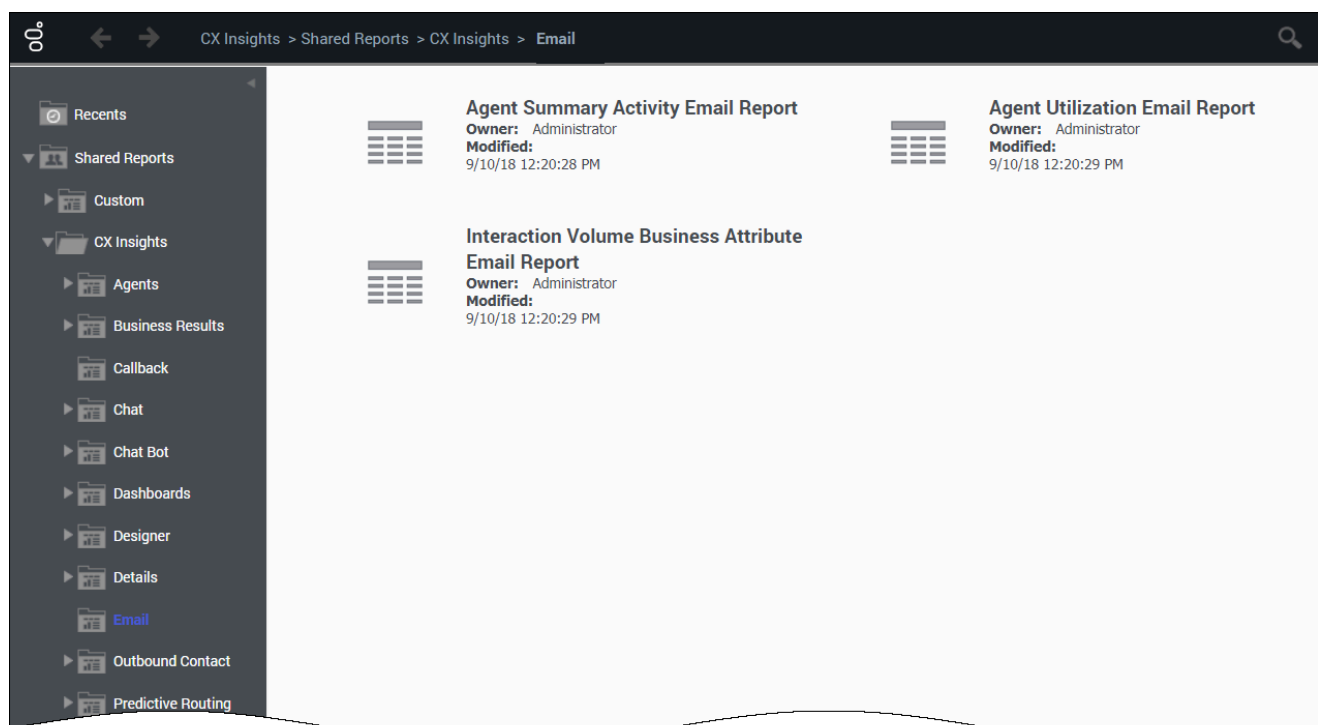 CX Insights > Shared Reports > CX Insights > Email
Recents
Shared Reports
Custom
CX Insights
Agents
Business Results
Callback
Chat
Chat Bot
Dashboards
Designer
Details
Email
Outbound Contact
Predictive Routing
Agent Summary Activity Email Report
Owner: Administrator
Modified:
9/10/18 12:20:28 PM
Agent Utilization Email Report
Owner: Administrator
Modified:
9/10/18 12:20:29 PM
Interaction Volume Business Attribute
Email Report
Owner: Administrator
Modified:
9/10/18 12:20:29 PM